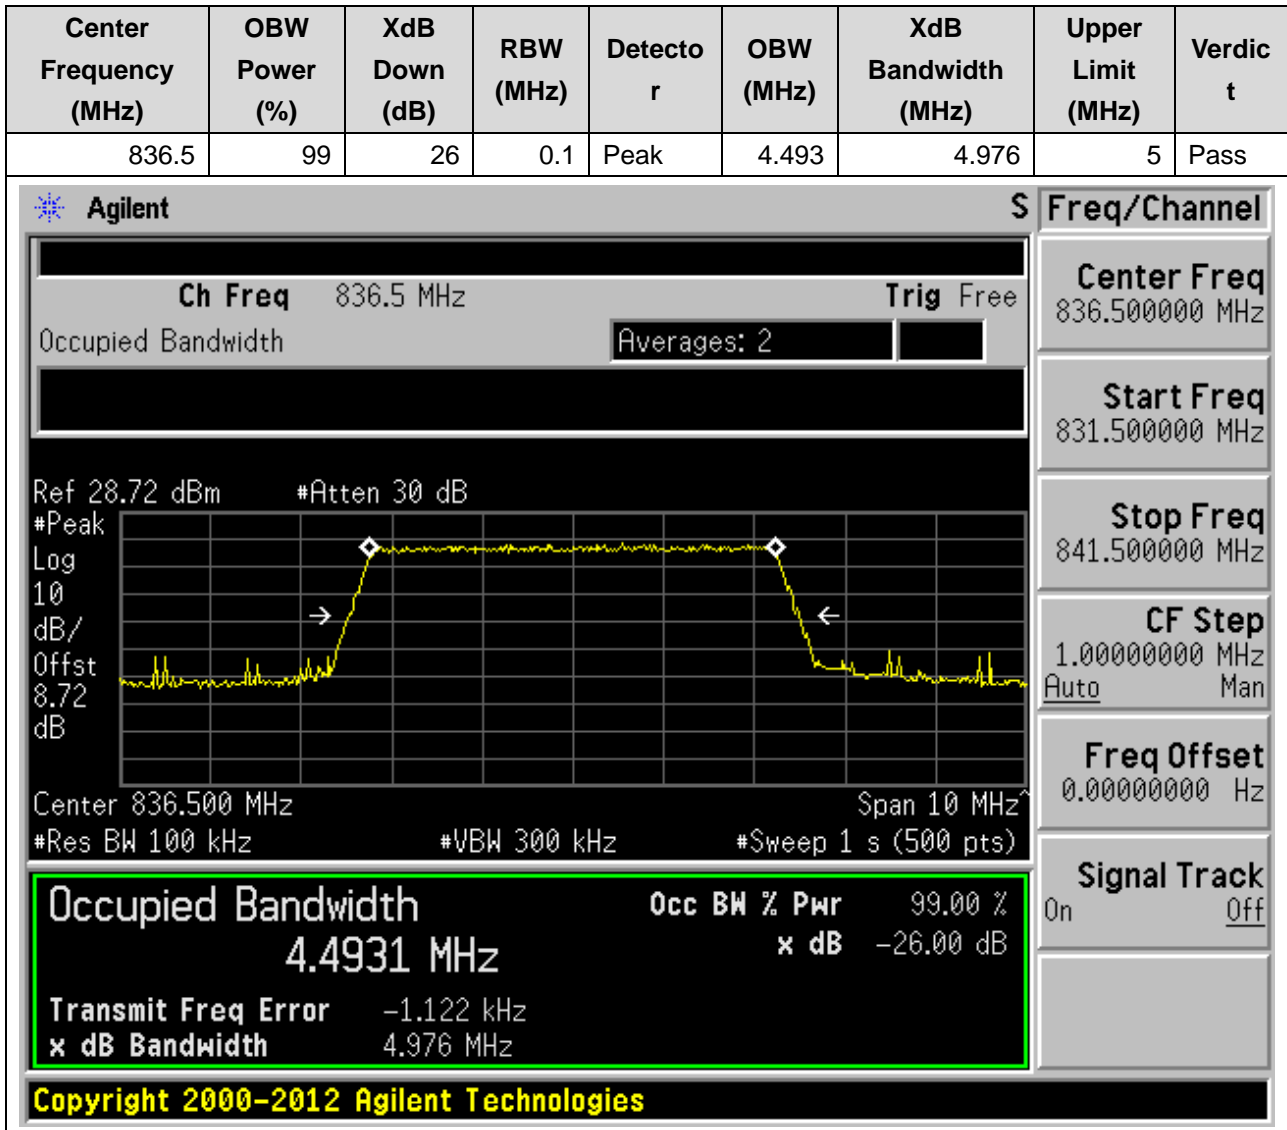 Center Frequency (MHz) OBW Power (%) XdB Down (dB) RBW (MHz) Detecto r OBW (MHz) XdB Bandwidth (MHz) Upper Limit (MHz) Verdic t
836.5 99 26 0.1 Peak 4.493 4.976 5 Pass
Agilent S Freq/Channel
Ch Freq 836.5 MHz Trig Free
Occupied Bandwidth Averages: 2
Center Freq
836.500000 MHz
Start Freq
831.500000 MHz
Stop Freq
841.500000 MHz
CF Step
1.00000000 MHz
Auto Man
Freq Offset
0.00000000 Hz
Signal Track
On Off
Ref 28.72 dBm #Atten 30 dB
#Peak
Log
10
dB/
Offst
8.72
dB
Center 836.500 MHz Span 10 MHz^
#Res BW 100 kHz #VBW 300 kHz #Sweep 1 s (500 pts)
Occupied Bandwidth Occ BW % Pwr 99.00 %
4.4931 MHz x dB -26.00 dB
Transmit Freq Error -1.122 kHz
x dB Bandwidth 4.976 MHz
Copyright 2000-2012 Agilent Technologies